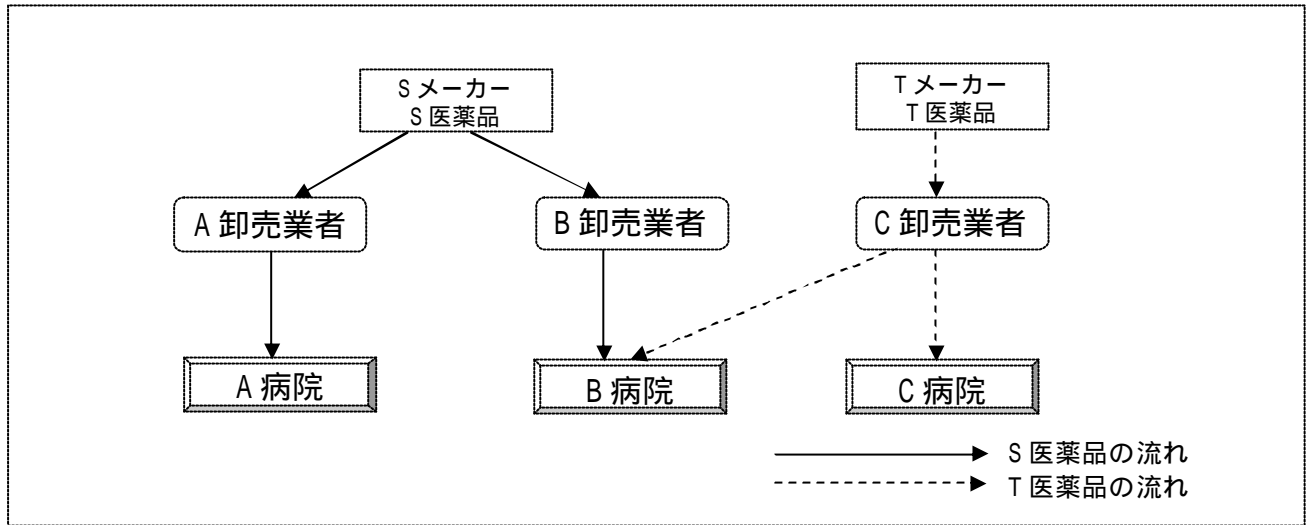 S メーカー
S 医薬品
T メーカー
T 医薬品
A 卸売業者
B 卸売業者
C 卸売業者
A 病院
B 病院
C 病院
S 医薬品の流れ
T 医薬品の流れ